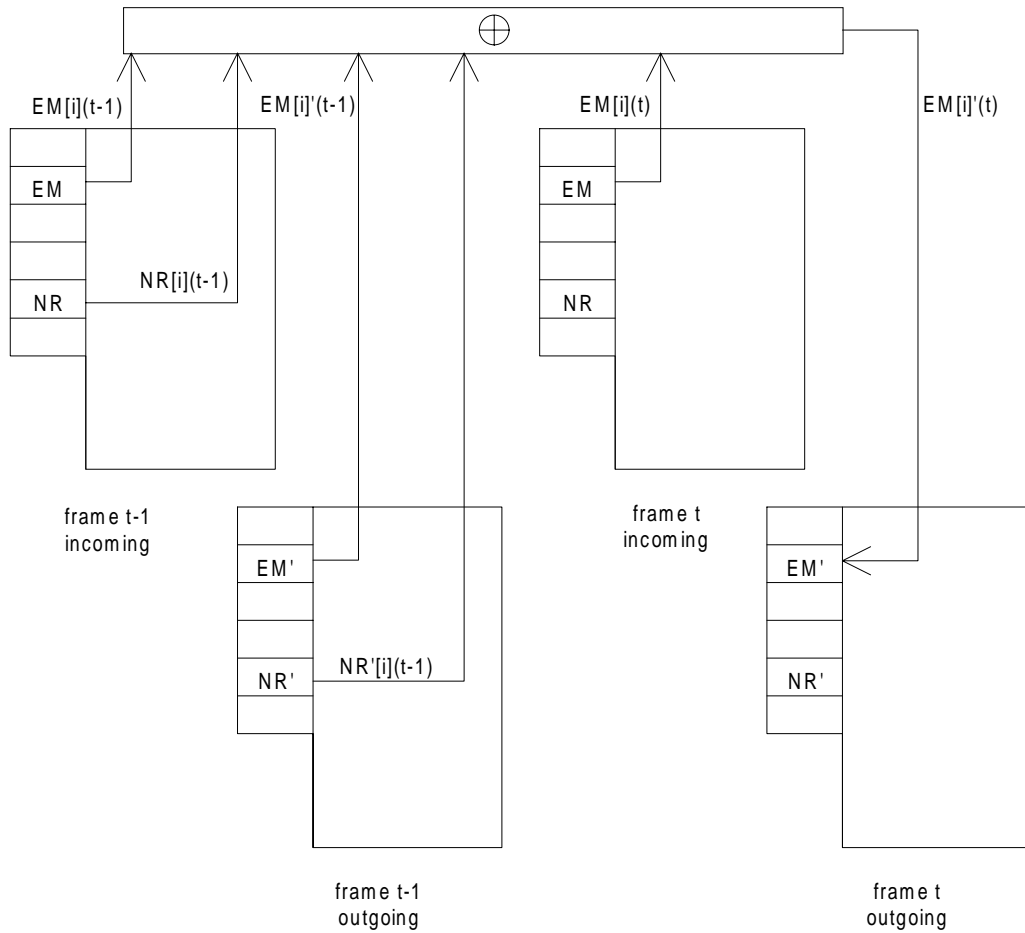 ⊕
EM[i](t-1)
EM[i]'(t-1)
EM[i](t)
EM[i]'(t)
EM
NR[i](t-1)
NR
EM
NR
frame t-1
incoming
frame t
incoming
EM'
NR'[i](t-1)
NR'
EM'
NR'
frame t-1
outgoing
frame t
outgoing